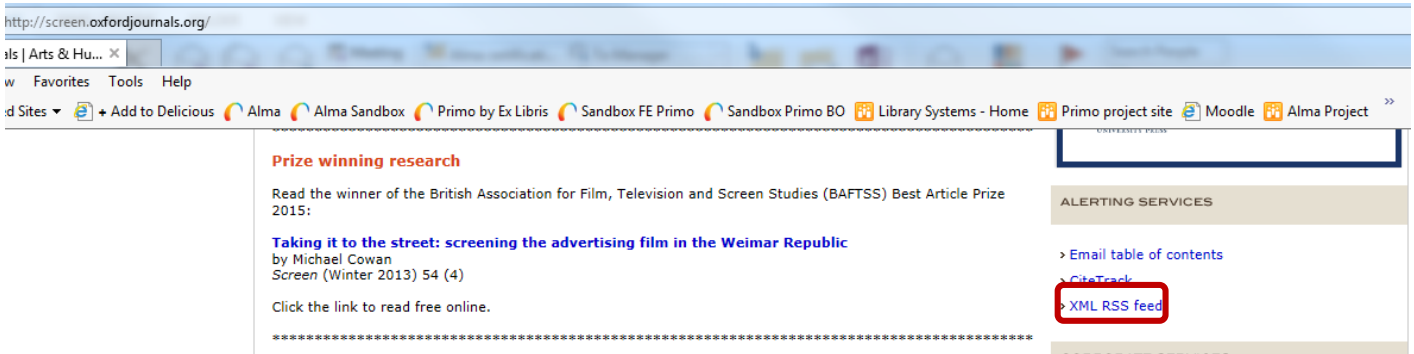 http://screen.oxfordjournals.org/
als | Arts & Hu... ×
w Favorites Tools Help
ed Sites ▾ + Add to Delicious Alma Alma Sandbox Primo by Ex Libris Sandbox FE Primo Sandbox Primo BO Library Systems - Home Primo project site Moodle Alma Project »
UNIVERSITY PRESS
Prize winning research
Read the winner of the British Association for Film, Television and Screen Studies (BAFTSS) Best Article Prize
2015:
Taking it to the street: screening the advertising film in the Weimar Republic
by Michael Cowan
Screen (Winter 2013) 54 (4)
Click the link to read free online.
******************************************************************************************
ALERTING SERVICES
› Email table of contents
› CiteTrack
› XML RSS feed